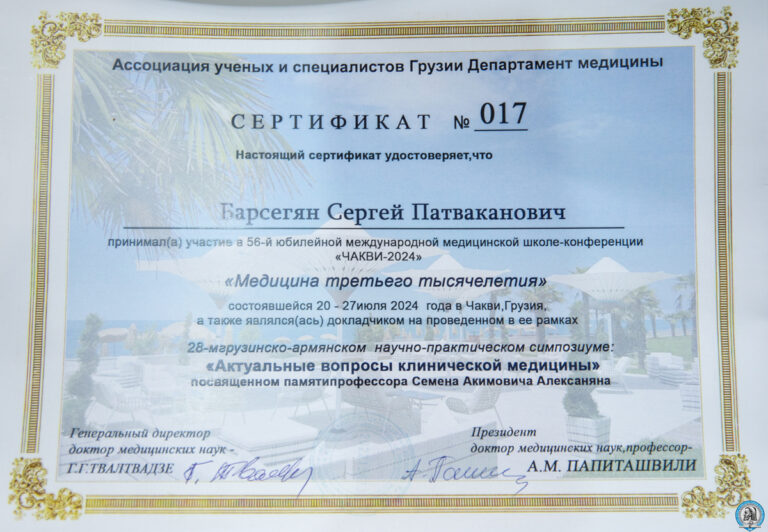 Ассоциация ученых и специалистов Грузии Департамент медицины
СЕРТИФИКАТ № 017
Настоящий сертификат удостоверяет,что
Барсегян Сергей Патваканович
принимал(а) участие в 56-й юбилейной международной медицинской школе-конференции
«ЧАКВИ-2024»
«Медицина третьего тысячелетия»
состоявшейся 20 - 27июля 2024 года в Чакви,Грузия,
а также являлся(ась) докладчиком на проведенном в ее рамках
28-мгрузинско-армянском научно-практическом симпозиуме:
«Актуальные вопросы клинической медицины»
посвященном памятипрофессора Семена Акимовича Алексаняна
Генеральный директор
доктор медицинских наук -
Г.Г.ТВАЛТВАДЗЕ
Президент
доктор медицинских наук,профессор-
А.М. ПАПИТАШВИЛИ